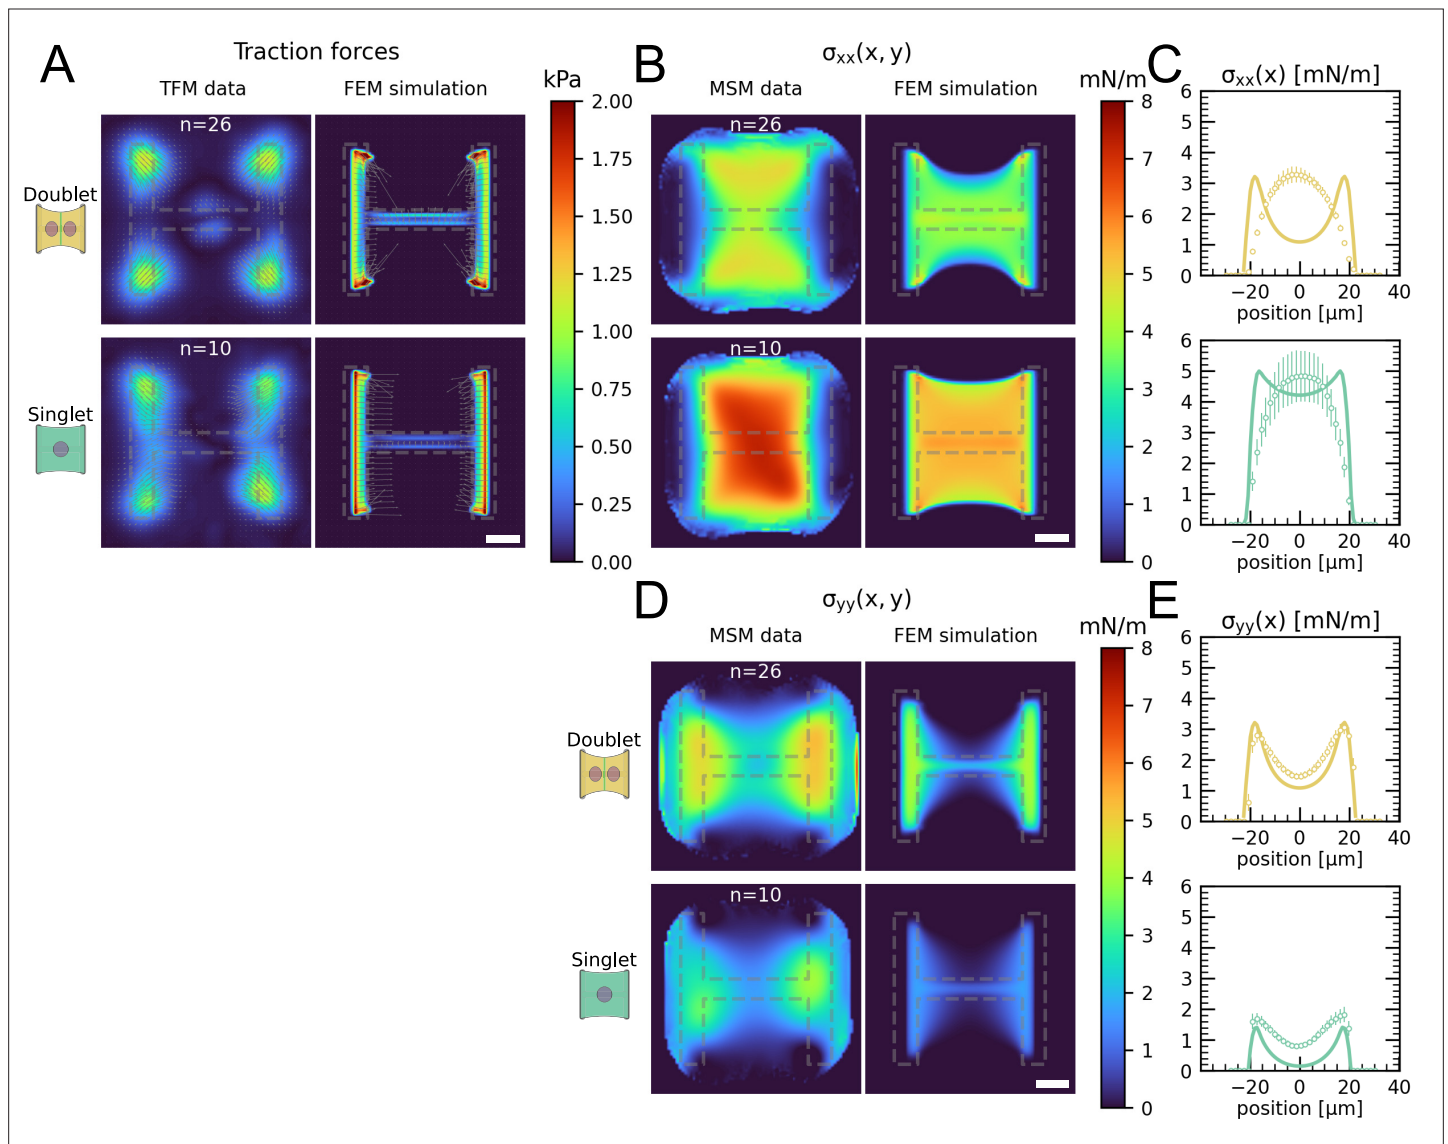 A
Traction forces
TFM data
FEM simulation
kPa
n=26
Doublet
n=10
Singlet
2.00
1.75
1.50
1.25
1.00
0.75
0.50
0.25
0.00
B
σxx(x, y)
MSM data
FEM simulation
mN/m
n=26
n=10
8
7
6
5
4
3
2
1
0
C
σxx(x) [mN/m]
6
5
4
3
2
1
0
−20
0
20
40
position [µm]
6
5
4
3
2
1
0
−20
0
20
40
position [µm]
D
σyy(x, y)
MSM data
FEM simulation
mN/m
n=26
Doublet
n=10
Singlet
8
7
6
5
4
3
2
1
0
E
σyy(x) [mN/m]
6
5
4
3
2
1
0
−20
0
20
40
position [µm]
6
5
4
3
2
1
0
−20
0
20
40
position [µm]